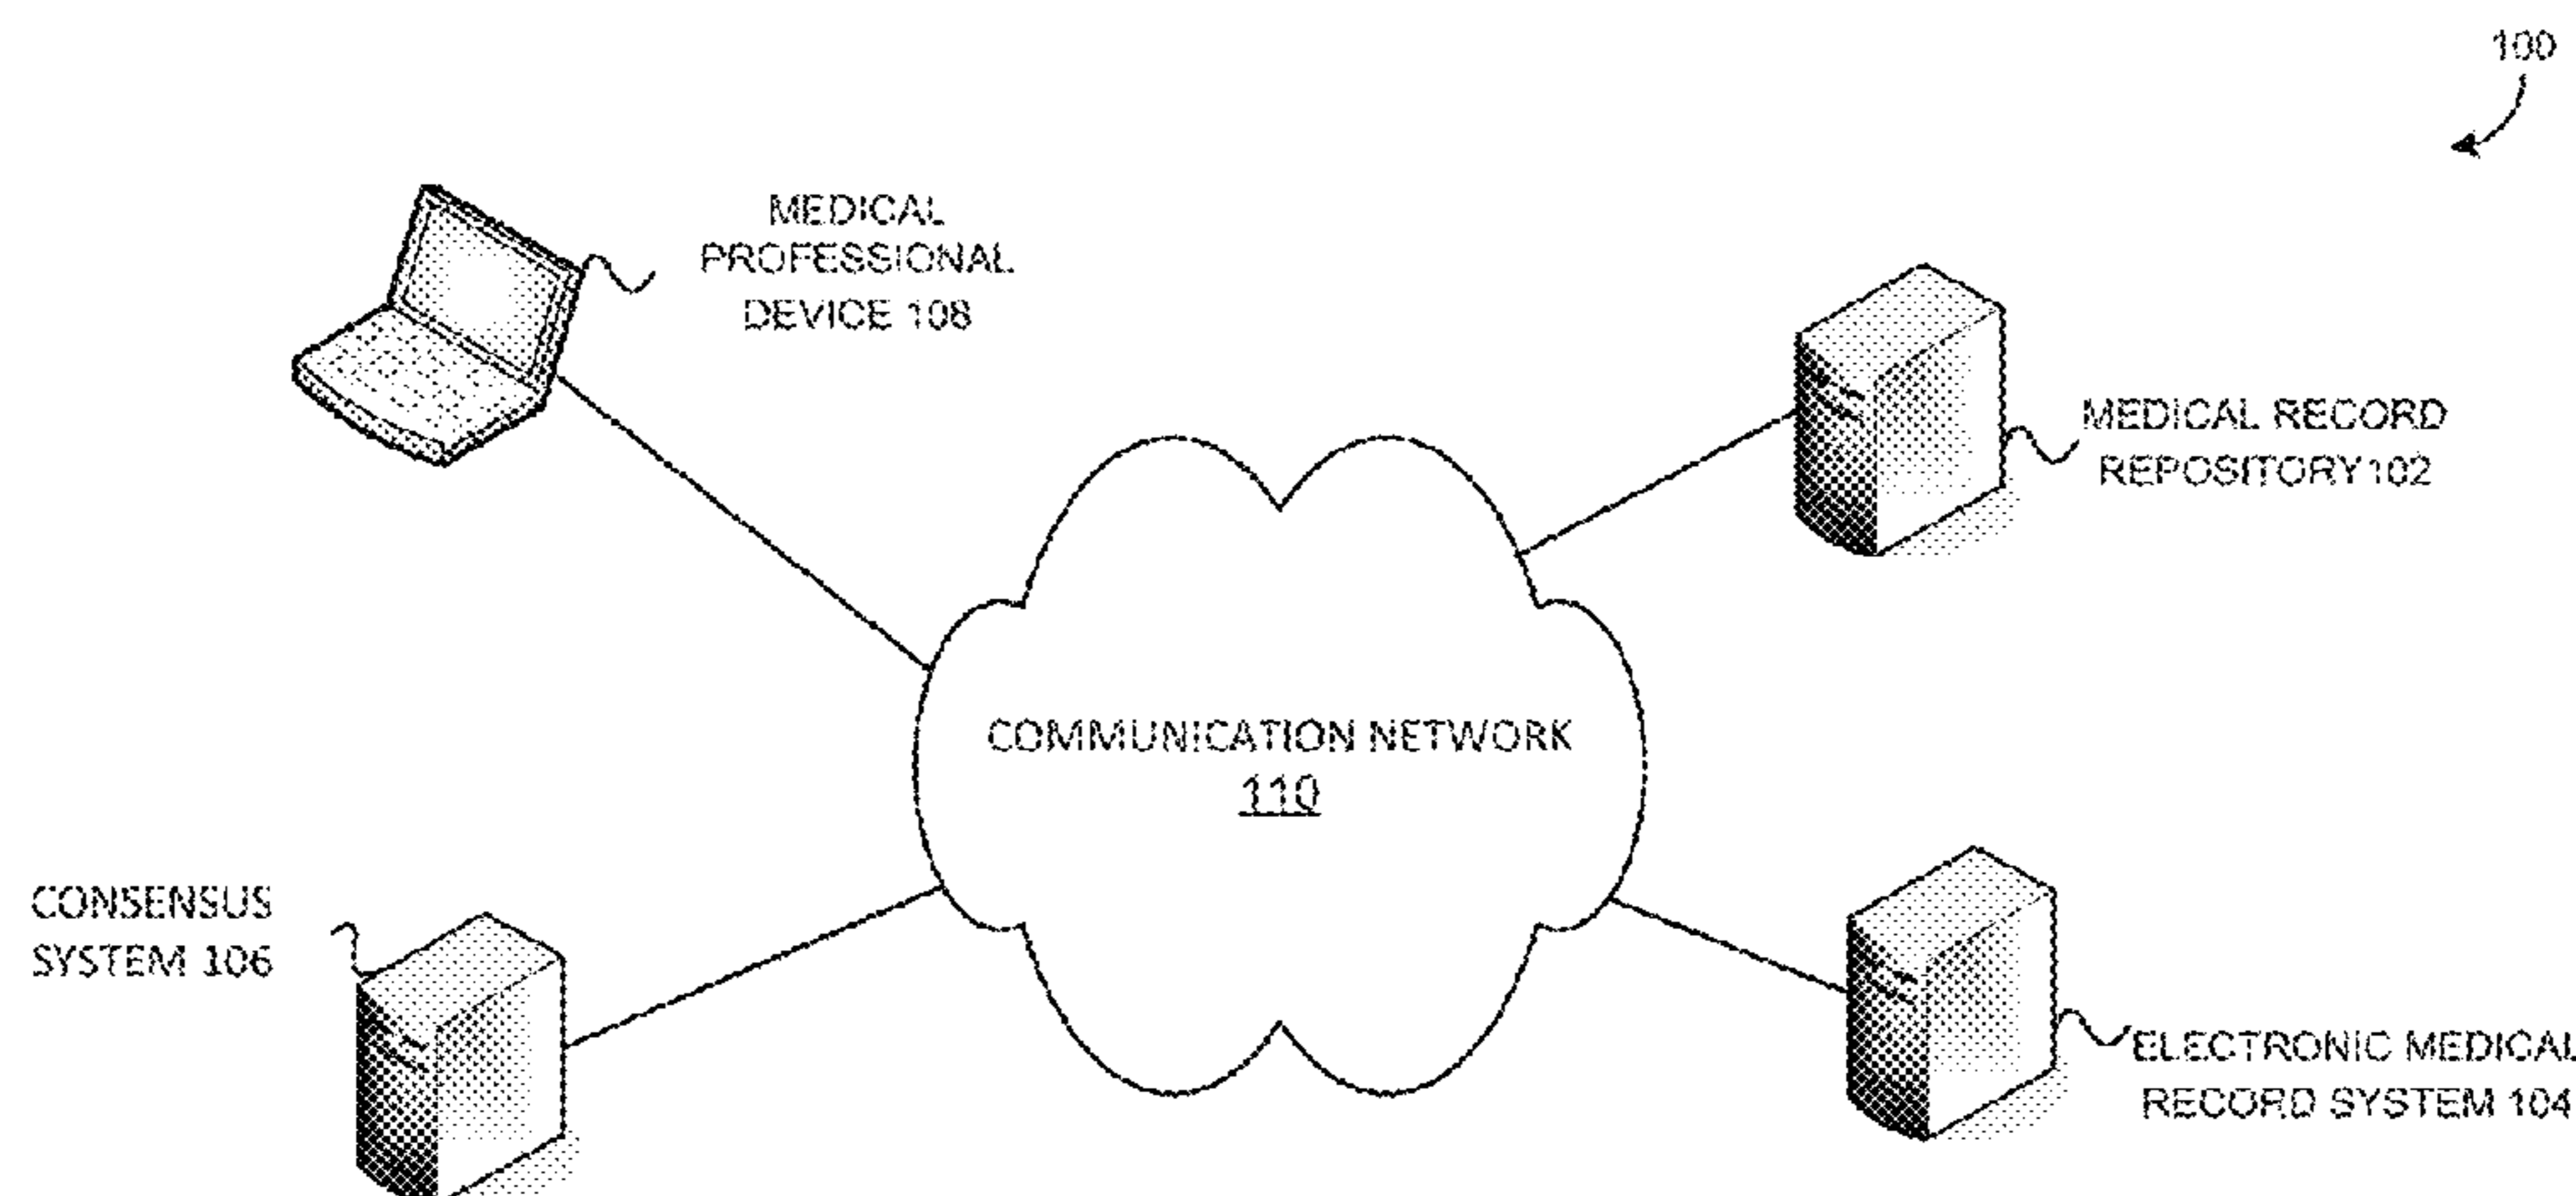 100
MEDICAL
PROFESSIONAL
DEVICE 108
MEDICAL RECORD
REPOSITORY102
COMMUNICATION NETWORK
110
CONSENSUS
SYSTEM 106
ELECTRONIC MEDICAL
RECORD SYSTEM 104